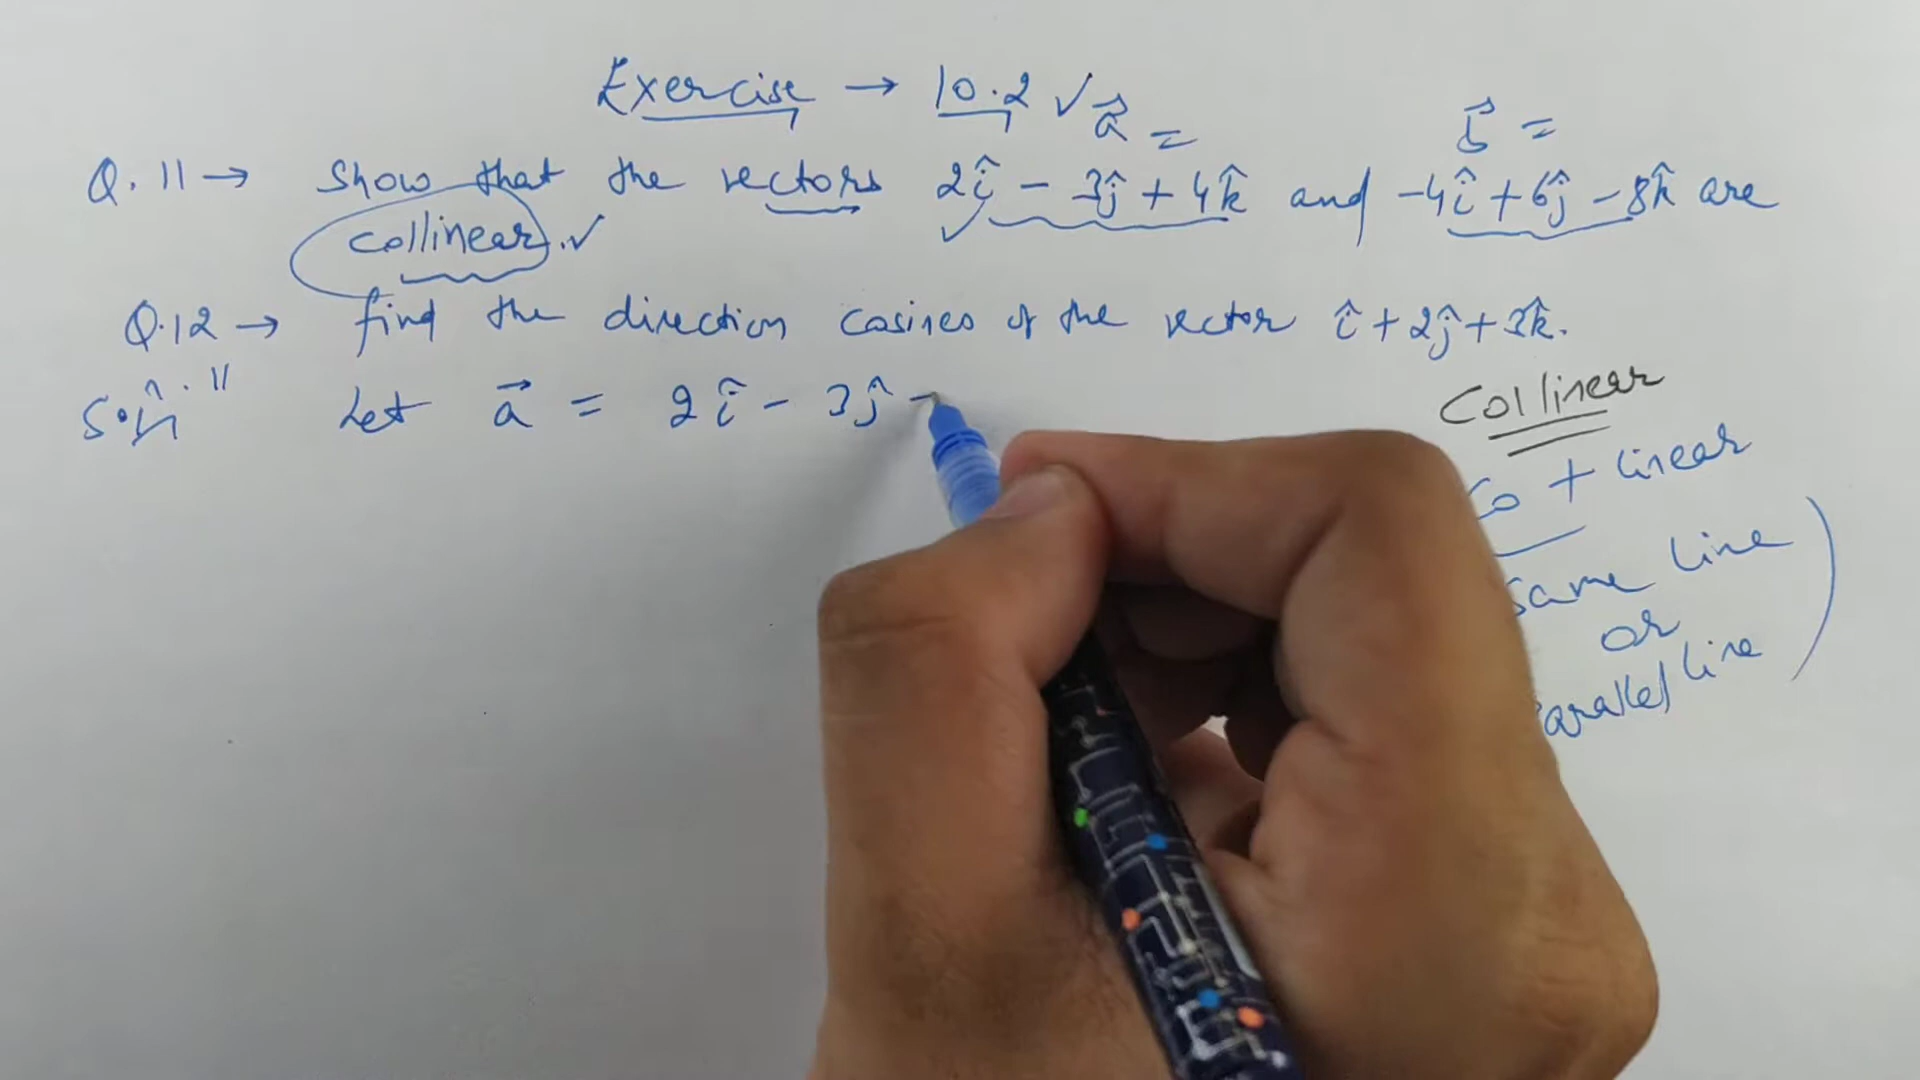 Exercise → 10.2 ✓ a⃗ = b⃗ =
Q.11 → Show that the vectors 2î - 3ĵ + 4k̂ and -4î + 6ĵ - 8k̂ are
collinear. ✓
Q.12 → find the direction cosines of the vector î + 2ĵ + 3k̂.
Solⁿ.11 Let a⃗ = 2î - 3ĵ -
Collinear
Co + linear
same line
or
parallel line